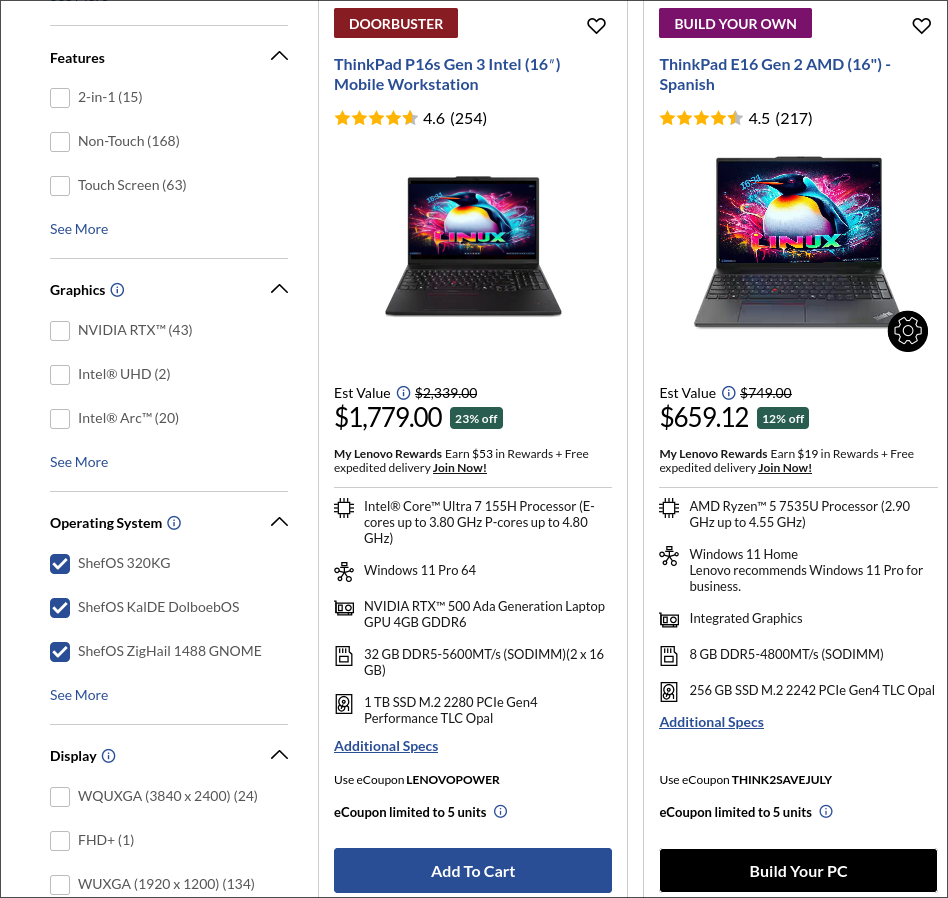 Features
2-in-1 (15)
Non-Touch (168)
Touch Screen (63)
See More
Graphics
NVIDIA RTX™ (43)
Intel® UHD (2)
Intel® Arc™ (20)
See More
Operating System
ShefOS 320KG
ShefOS KalDE DolboebOS
ShefOS ZigHail 1488 GNOME
See More
Display
WQUXGA (3840 x 2400) (24)
FHD+ (1)
WUXGA (1920 x 1200) (134)
DOORBUSTER
ThinkPad P16s Gen 3 Intel (16″)
Mobile Workstation
4.6 (254)
LINUX
Est Value $2,339.00
$1,779.00 23% off
My Lenovo Rewards Earn $53 in Rewards + Free
expedited delivery Join Now!
Intel® Core™ Ultra 7 155H Processor (E-
cores up to 3.80 GHz P-cores up to 4.80
GHz)
Windows 11 Pro 64
NVIDIA RTX™ 500 Ada Generation Laptop
GPU 4GB GDDR6
32 GB DDR5-5600MT/s (SODIMM)(2 x 16
GB)
1 TB SSD M.2 2280 PCIe Gen4
Performance TLC Opal
Additional Specs
Use eCoupon LENOVOPOWER
eCoupon limited to 5 units
Add To Cart
BUILD YOUR OWN
ThinkPad E16 Gen 2 AMD (16") -
Spanish
4.5 (217)
LINUX
Est Value $749.00
$659.12 12% off
My Lenovo Rewards Earn $19 in Rewards + Free
expedited delivery Join Now!
AMD Ryzen™ 5 7535U Processor (2.90
GHz up to 4.55 GHz)
Windows 11 Home
Lenovo recommends Windows 11 Pro for
business.
Integrated Graphics
8 GB DDR5-4800MT/s (SODIMM)
256 GB SSD M.2 2242 PCIe Gen4 TLC Opal
Additional Specs
Use eCoupon THINK2SAVEJULY
eCoupon limited to 5 units
Build Your PC